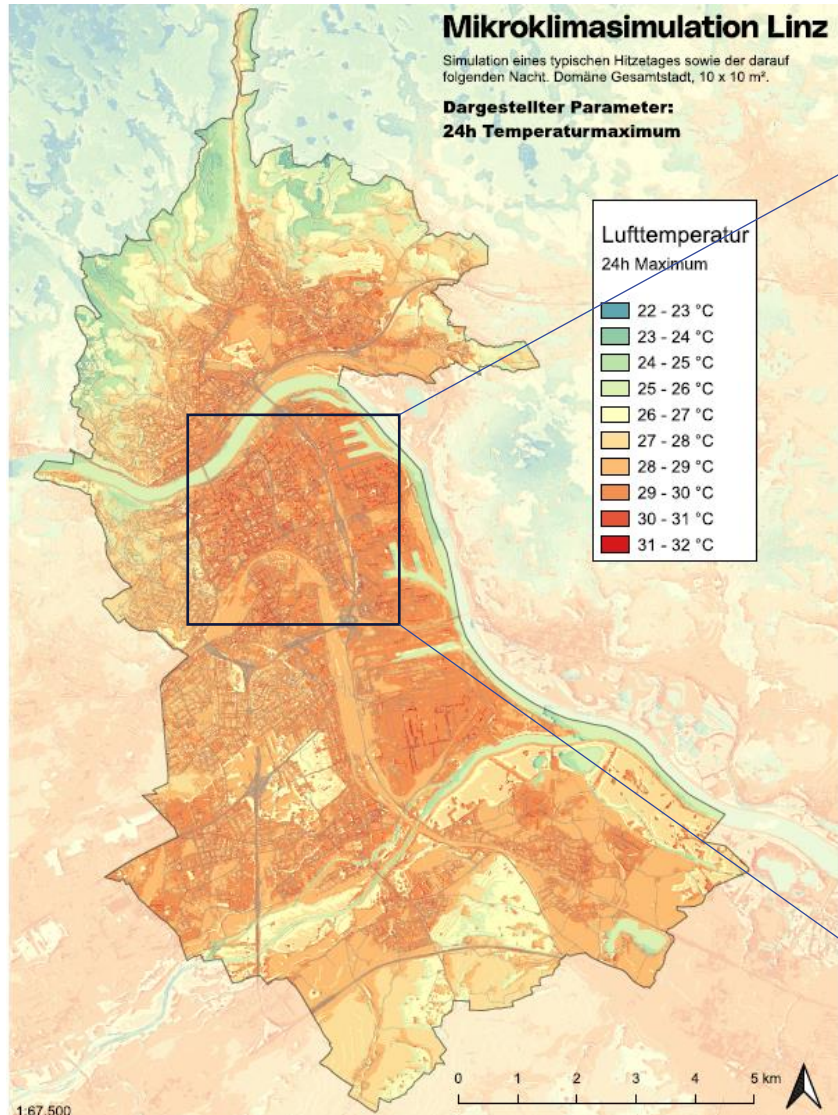 Mikroklimasimulation Linz
Simulation eines typischen Hitzetages sowie der darauf
folgenden Nacht. Domäne Gesamtstadt, 10 x 10 m².
Dargestellter Parameter:
24h Temperaturmaximum
Lufttemperatur
24h Maximum
22 - 23 °C
23 - 24 °C
24 - 25 °C
25 - 26 °C
26 - 27 °C
27 - 28 °C
28 - 29 °C
29 - 30 °C
30 - 31 °C
31 - 32 °C
0 1 2 3 4 5 km
1:67.500